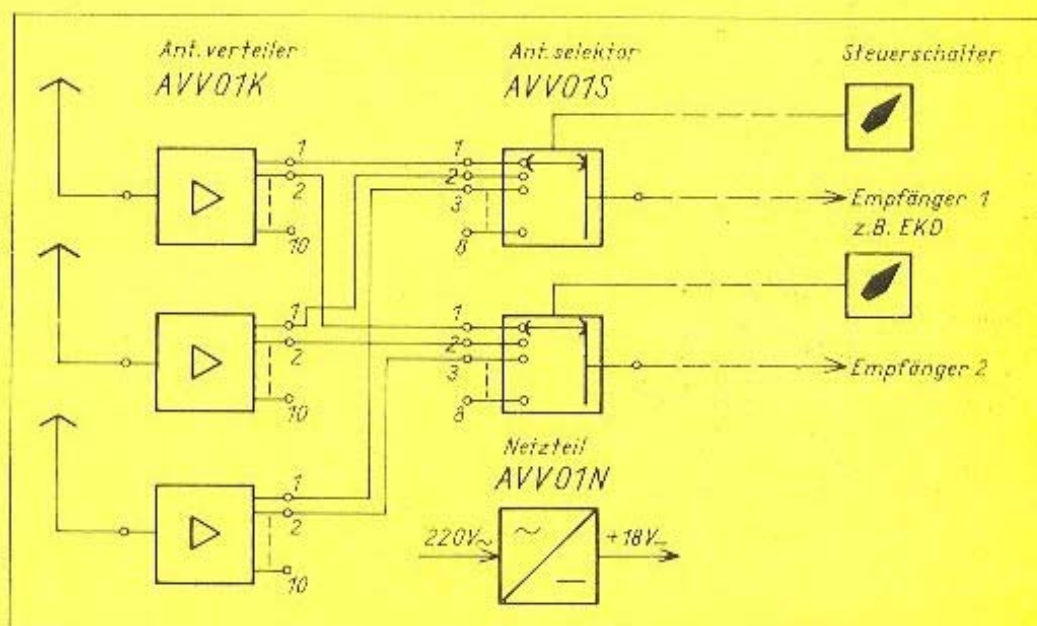 Ant.verteiler
AVV01K
Ant.selektor
AVV01S
Steuerschalter
1
2
10
1
2
3
8
Empfänger 1
z.B. EKD
1
2
10
1
2
3
8
Empfänger 2
1
2
10
Netzteil
AVV01N
220V~
~
+18V–